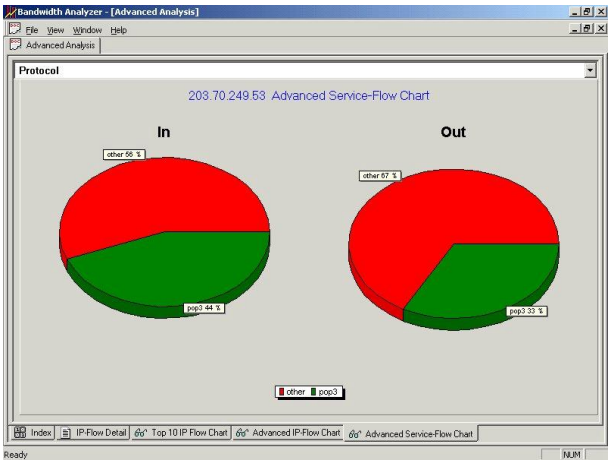 Bandwidth Analyzer - [Advanced Analysis]
File View Window Help
Advanced Analysis
Protocol
203.70.249.53 Advanced Service-Flow Chart
In
Out
other 56 %
other 67 %
pop3 44 %
pop3 33 %
other pop3
Index IP-Flow Detail Top 10 IP Flow Chart Advanced IP-Flow Chart Advanced Service-Flow Chart
Ready NUM